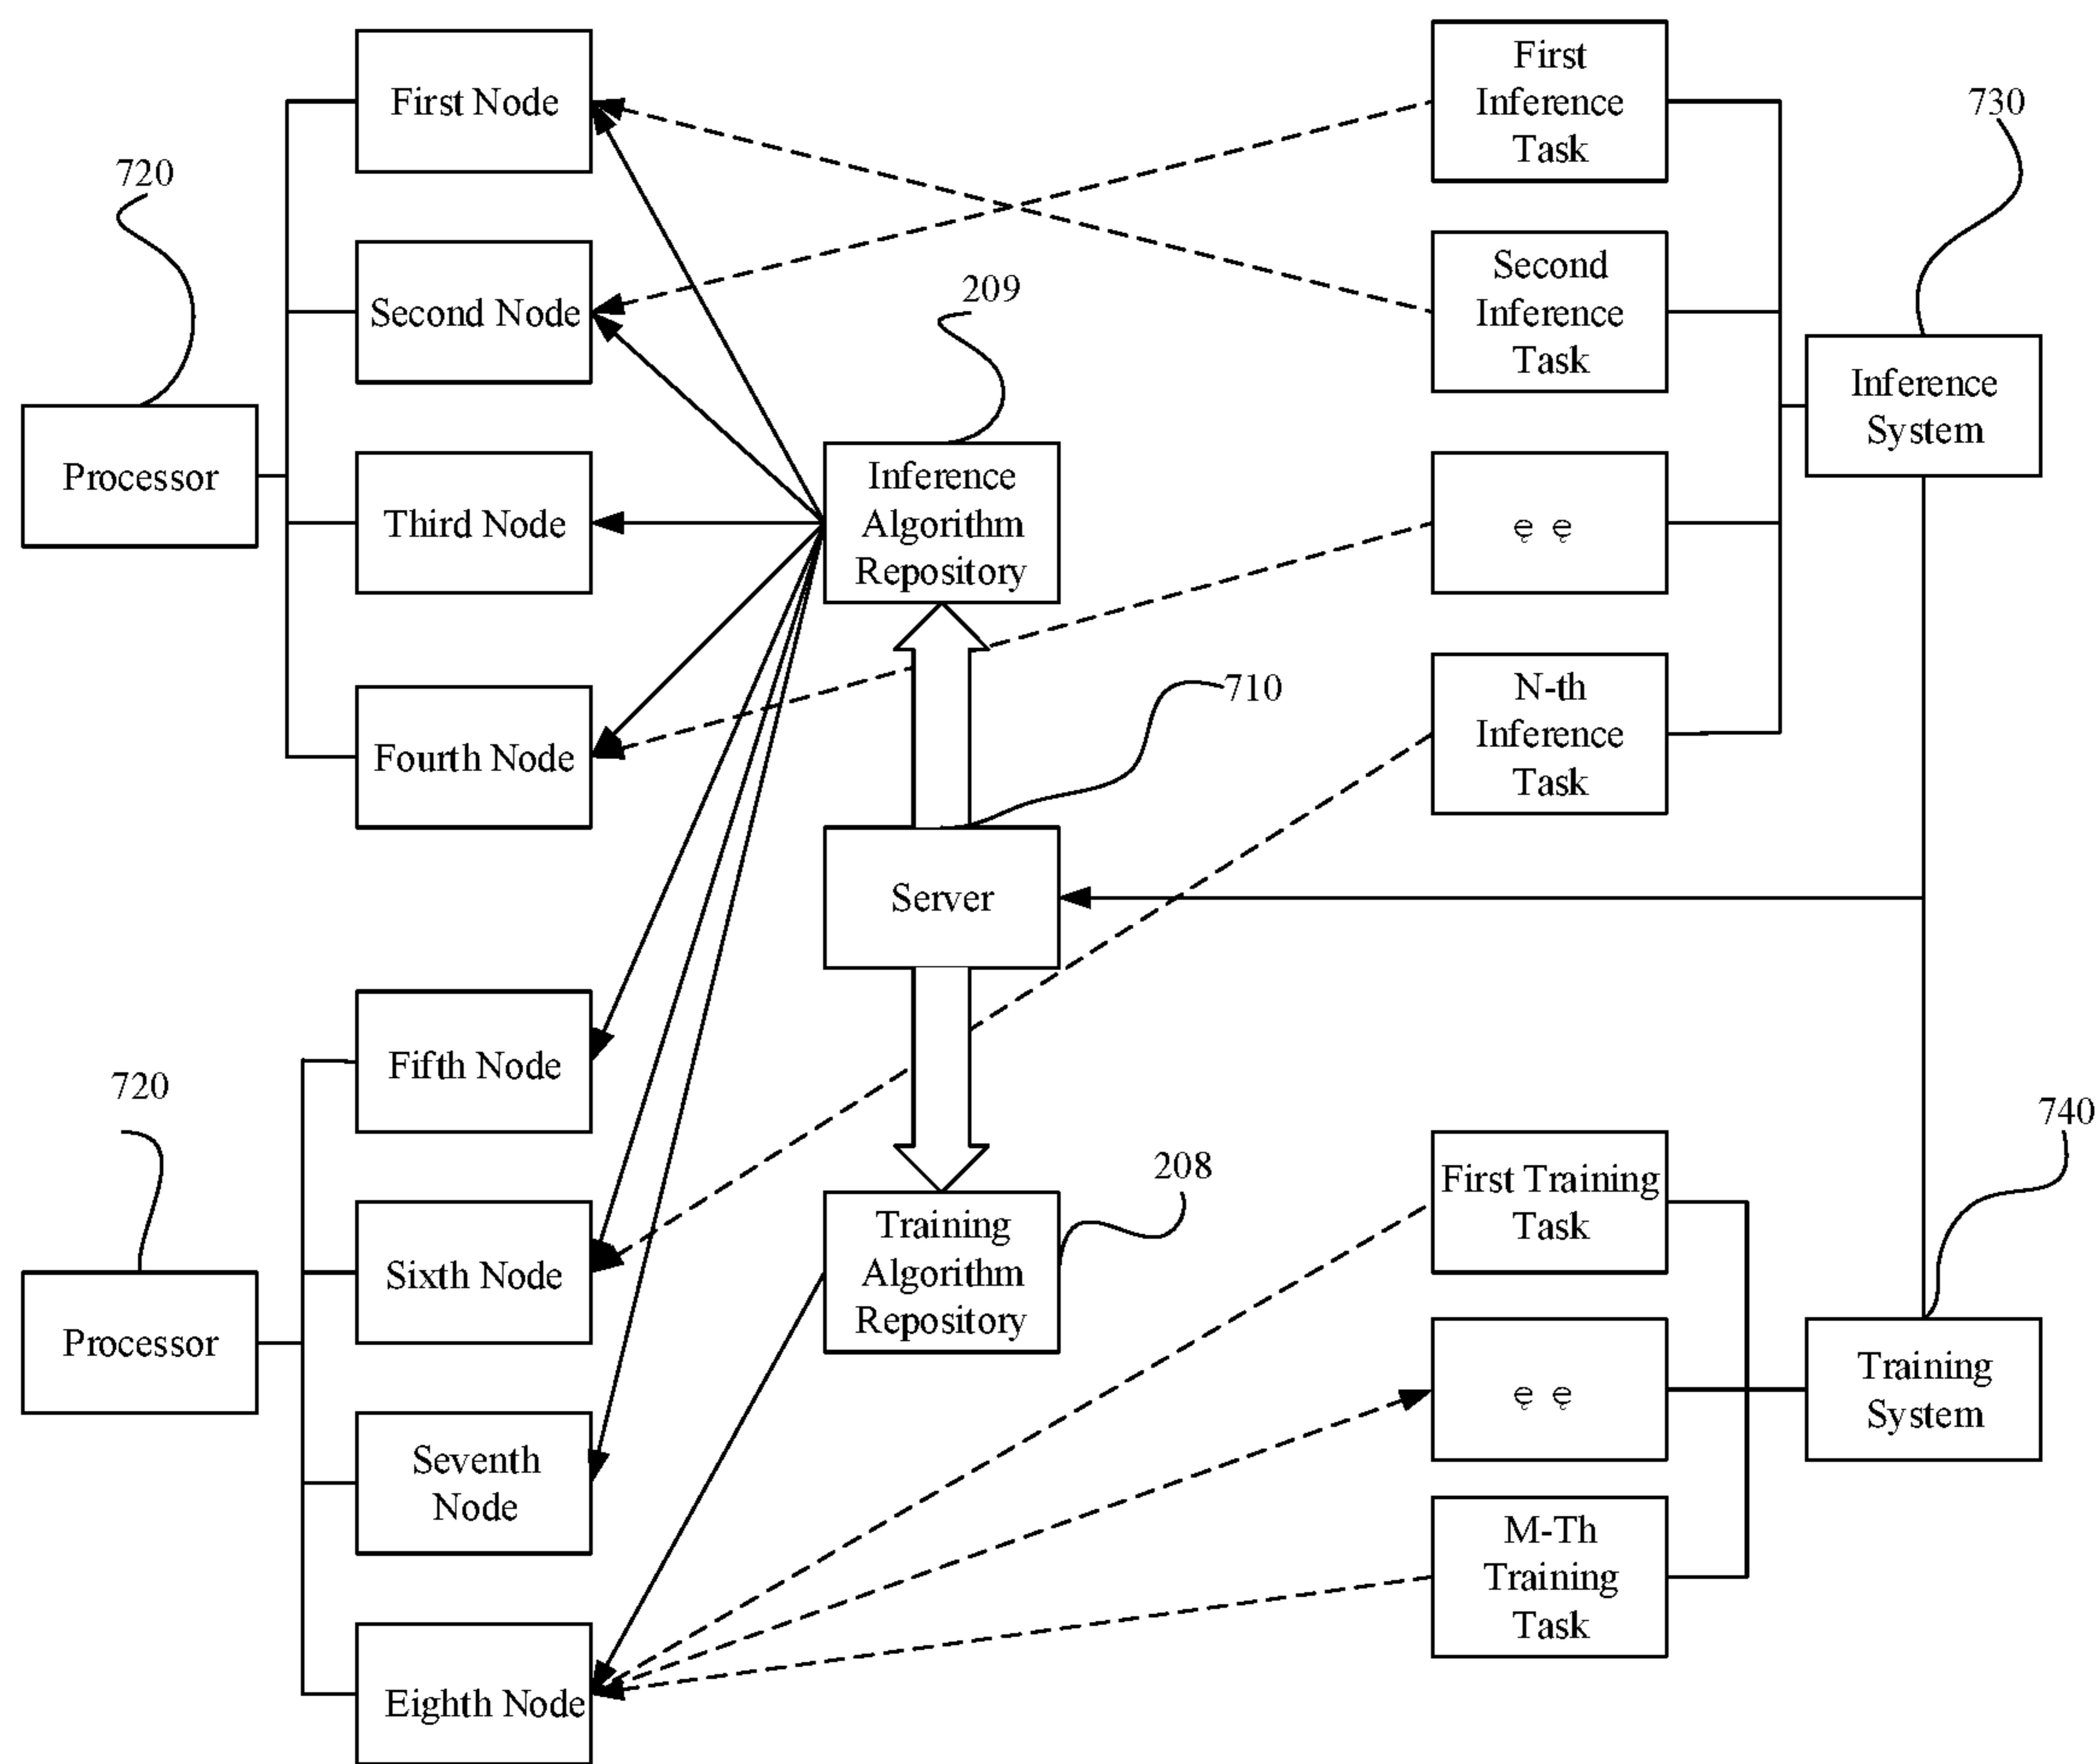 First Node
720
Second Node
Processor
Third Node
Fourth Node
209
Inference
Algorithm
Repository
710
Server
First
Inference
Task
Second
Inference
Task
ę ę
N-th
Inference
Task
730
Inference
System
720
Processor
Fifth Node
Sixth Node
Seventh
Node
Eighth Node
208
Training
Algorithm
Repository
First Training
Task
ę ę
M-Th
Training
Task
740
Training
System